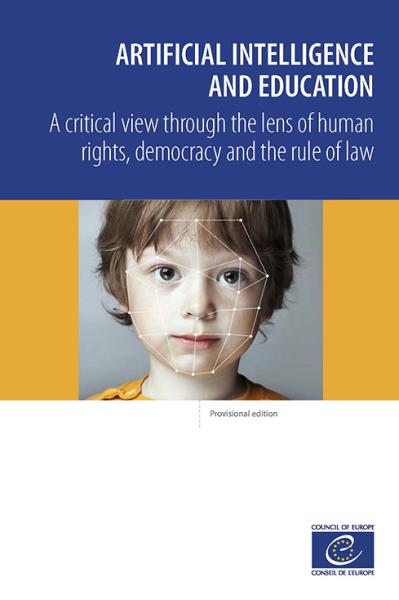 ARTIFICIAL INTELLIGENCE
AND EDUCATION
A critical view through the lens of human
rights, democracy and the rule of law
Provisional edition
COUNCIL OF EUROPE
CONSEIL DE L'EUROPE